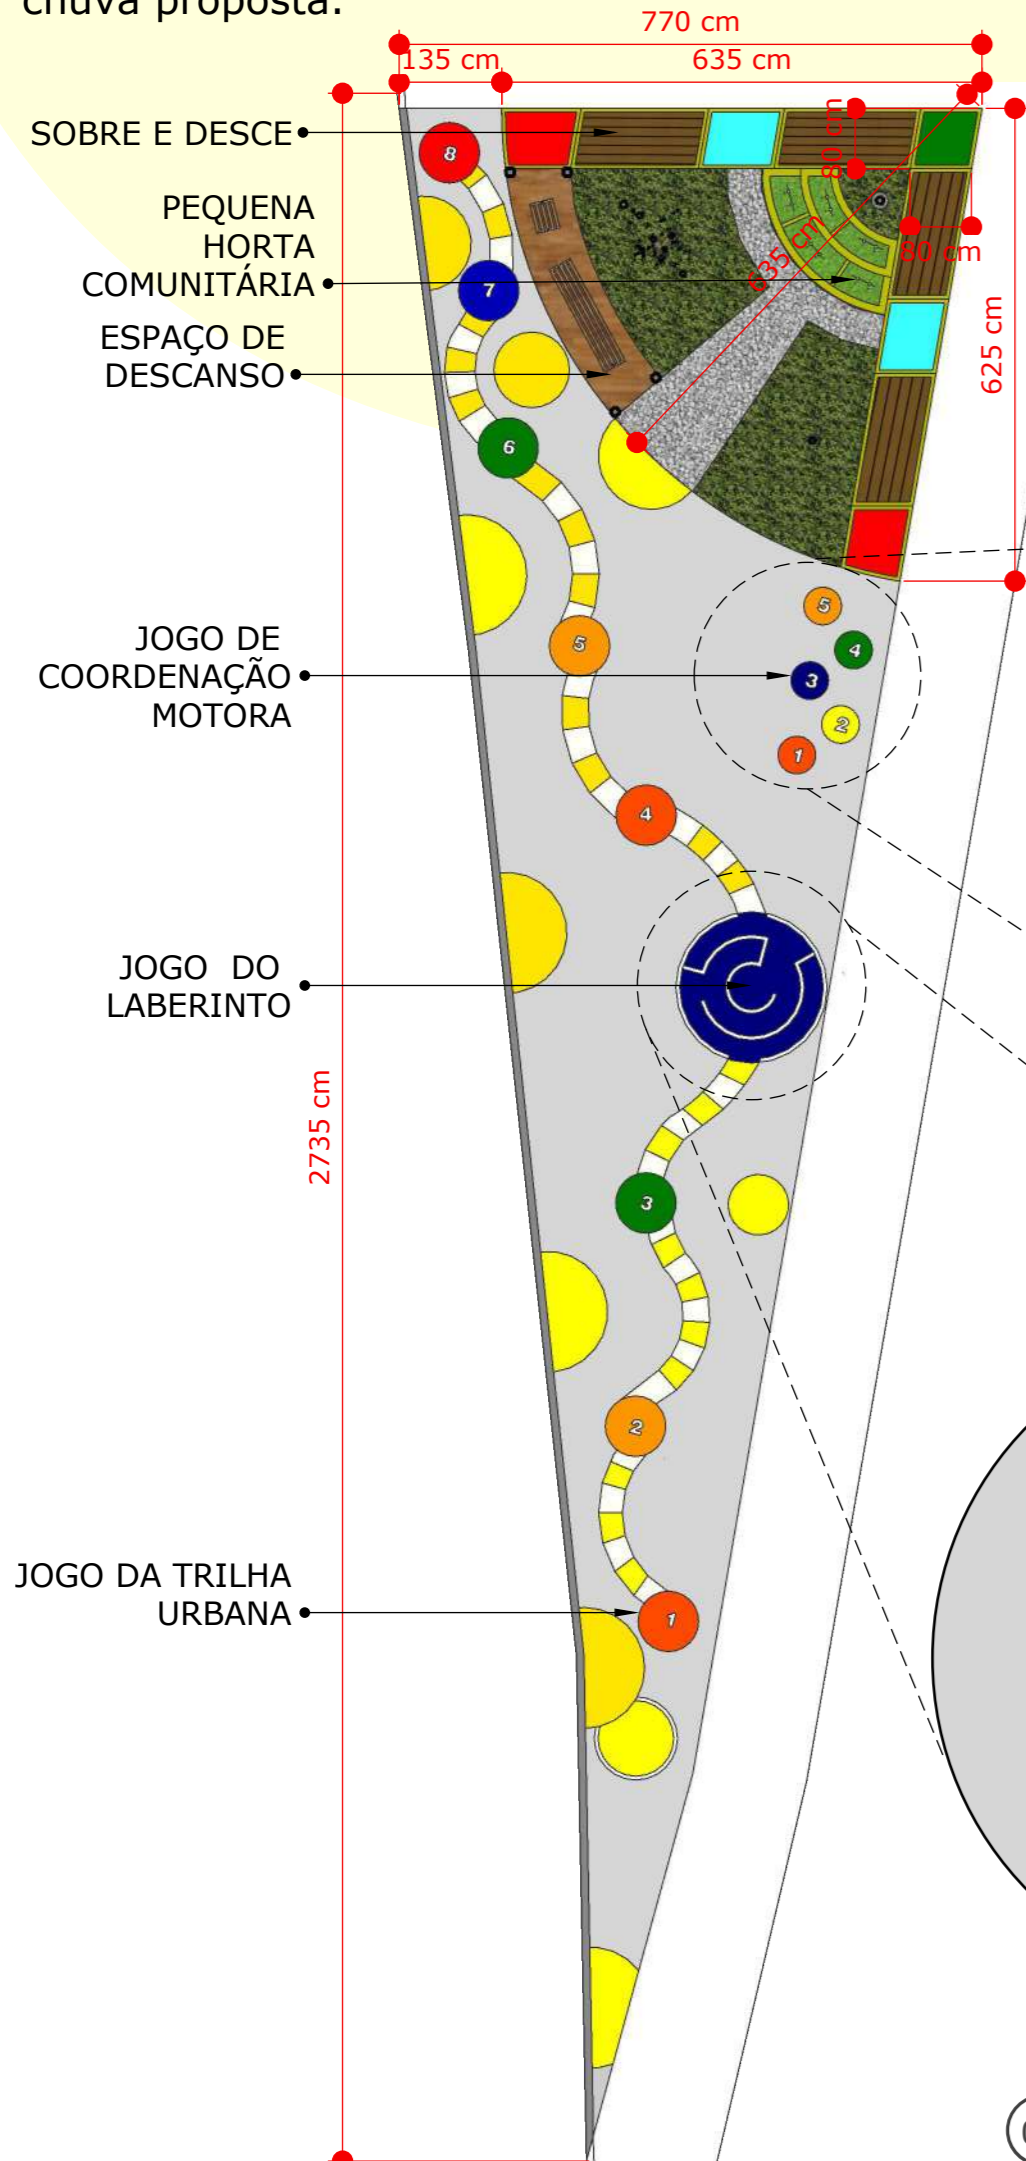 chuva proposta.
770 cm
135 cm
635 cm
SOBRE E DESCE
80 cm
8
PEQUENA
HORTA
COMUNITÁRIA
635 cm
80 cm
7
625 cm
ESPAÇO DE
DESCANSO
6
5
4
3
2
1
JOGO DE
COORDENAÇÃO
MOTORA
5
4
JOGO DO
LABERINTO
2735 cm
3
2
JOGO DA TRILHA
URBANA
1